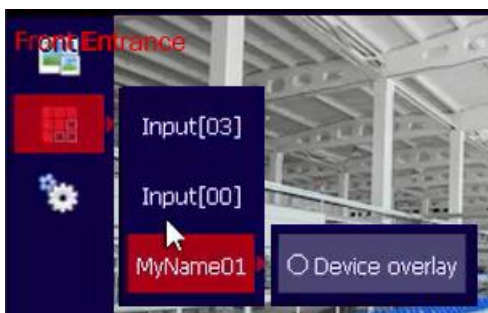 Front Entrance
Input[03]
Input[00]
MyName01
Device overlay